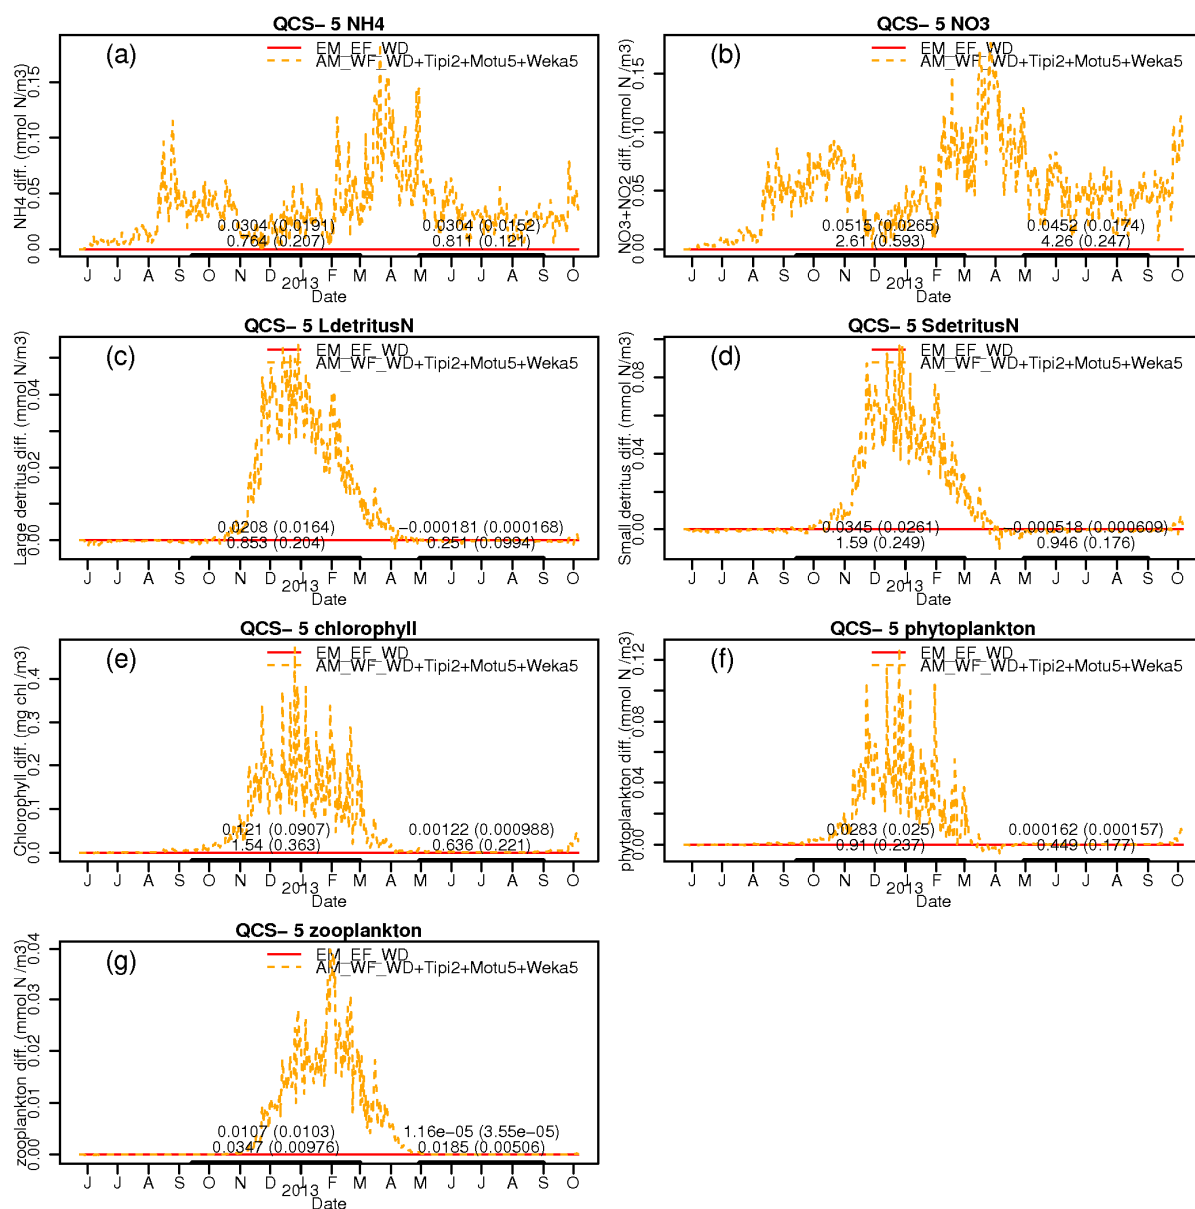 QCS− 5 NH4
(a)
EM_EF_WD
AM_WF_WD+Tipi2+Motu5+Weka5
NH4 diff. (mmol N/m3)
0.00 0.05 0.10 0.15
0.0304 (0.0191) 0.0304 (0.0152)
0.764 (0.207) 0.811 (0.121)
J J A S O N D J F M A M J J A S O
2013
Date
QCS− 5 NO3
(b)
EM_EF_WD
AM_WF_WD+Tipi2+Motu5+Weka5
NO3+NO2 diff. (mmol N/m3)
0.00 0.05 0.10 0.15
0.0515 (0.0265) 0.0452 (0.0174)
2.61 (0.593) 4.26 (0.247)
J J A S O N D J F M A M J J A S O
2013
Date
QCS− 5 LdetritusN
(c)
EM_EF_WD
AM_WF_WD+Tipi2+Motu5+Weka5
Large detritus diff. (mmol N/m3)
0.00 0.02 0.04
0.0208 (0.0164) −0.000181 (0.000168)
0.853 (0.204) 0.251 (0.0994)
J J A S O N D J F M A M J J A S O
2013
Date
QCS− 5 SdetritusN
(d)
EM_EF_WD
AM_WF_WD+Tipi2+Motu5+Weka5
Small detritus diff. (mmol N/m3)
0.00 0.04 0.08
0.0345 (0.0261) −0.000518 (0.000609)
1.59 (0.249) 0.946 (0.176)
J J A S O N D J F M A M J J A S O
2013
Date
QCS− 5 chlorophyll
(e)
EM_EF_WD
AM_WF_WD+Tipi2+Motu5+Weka5
Chlorophyll diff. (mg chl /m3)
0.0 0.1 0.2 0.3 0.4
0.121 (0.0907) 0.00122 (0.000988)
1.54 (0.363) 0.636 (0.221)
J J A S O N D J F M A M J J A S O
2013
Date
QCS− 5 phytoplankton
(f)
EM_EF_WD
AM_WF_WD+Tipi2+Motu5+Weka5
phytoplankton diff. (mmol N /m3)
0.00 0.04 0.08 0.12
0.0283 (0.025) 0.000162 (0.000157)
0.91 (0.237) 0.449 (0.177)
J J A S O N D J F M A M J J A S O
2013
Date
QCS− 5 zooplankton
(g)
EM_EF_WD
AM_WF_WD+Tipi2+Motu5+Weka5
zooplankton diff. (mmol N /m3)
0.00 0.01 0.02 0.03 0.04
0.0107 (0.0103) 1.16e−05 (3.55e−05)
0.0347 (0.00976) 0.0185 (0.00506)
J J A S O N D J F M A M J J A S O
2013
Date